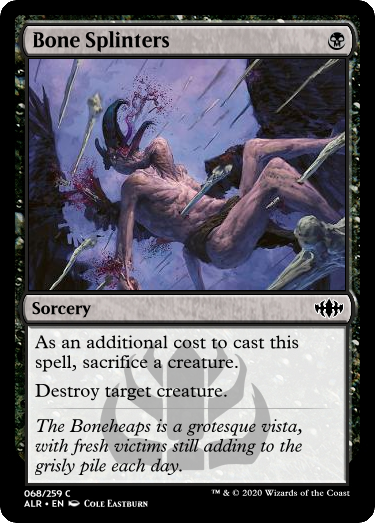 Bone Splinters
Sorcery
As an additional cost to cast this
spell, sacrifice a creature.
Destroy target creature.
The Boneheaps is a grotesque vista,
with fresh victims still adding to the
grisly pile each day.
068/259 C
ALR • EN Cole Eastburn
™ & © 2020 Wizards of the Coast